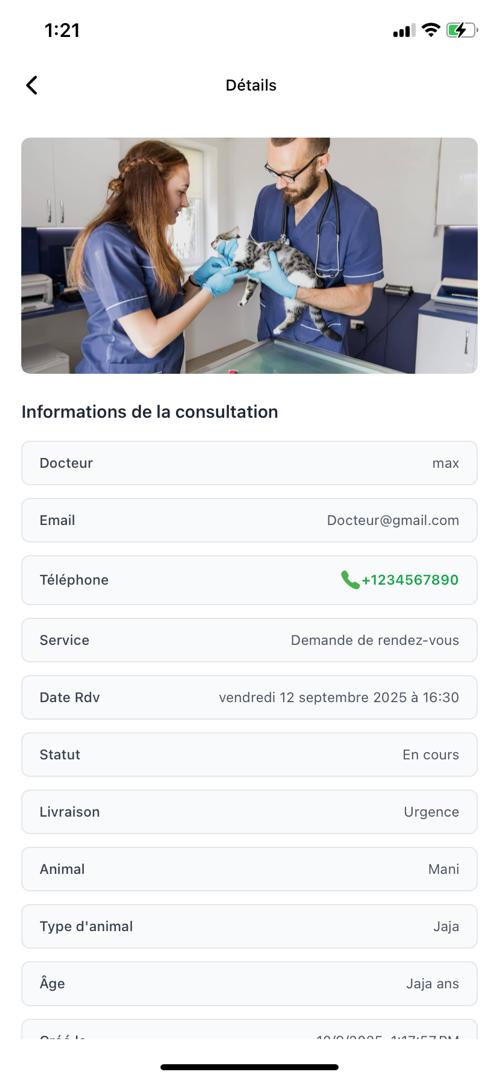 1:21
Détails
Informations de la consultation
Docteur max
Email Docteur@gmail.com
Téléphone +1234567890
Service Demande de rendez-vous
Date Rdv vendredi 12 septembre 2025 à 16:30
Statut En cours
Livraison Urgence
Animal Mani
Type d'animal Jaja
Âge Jaja ans